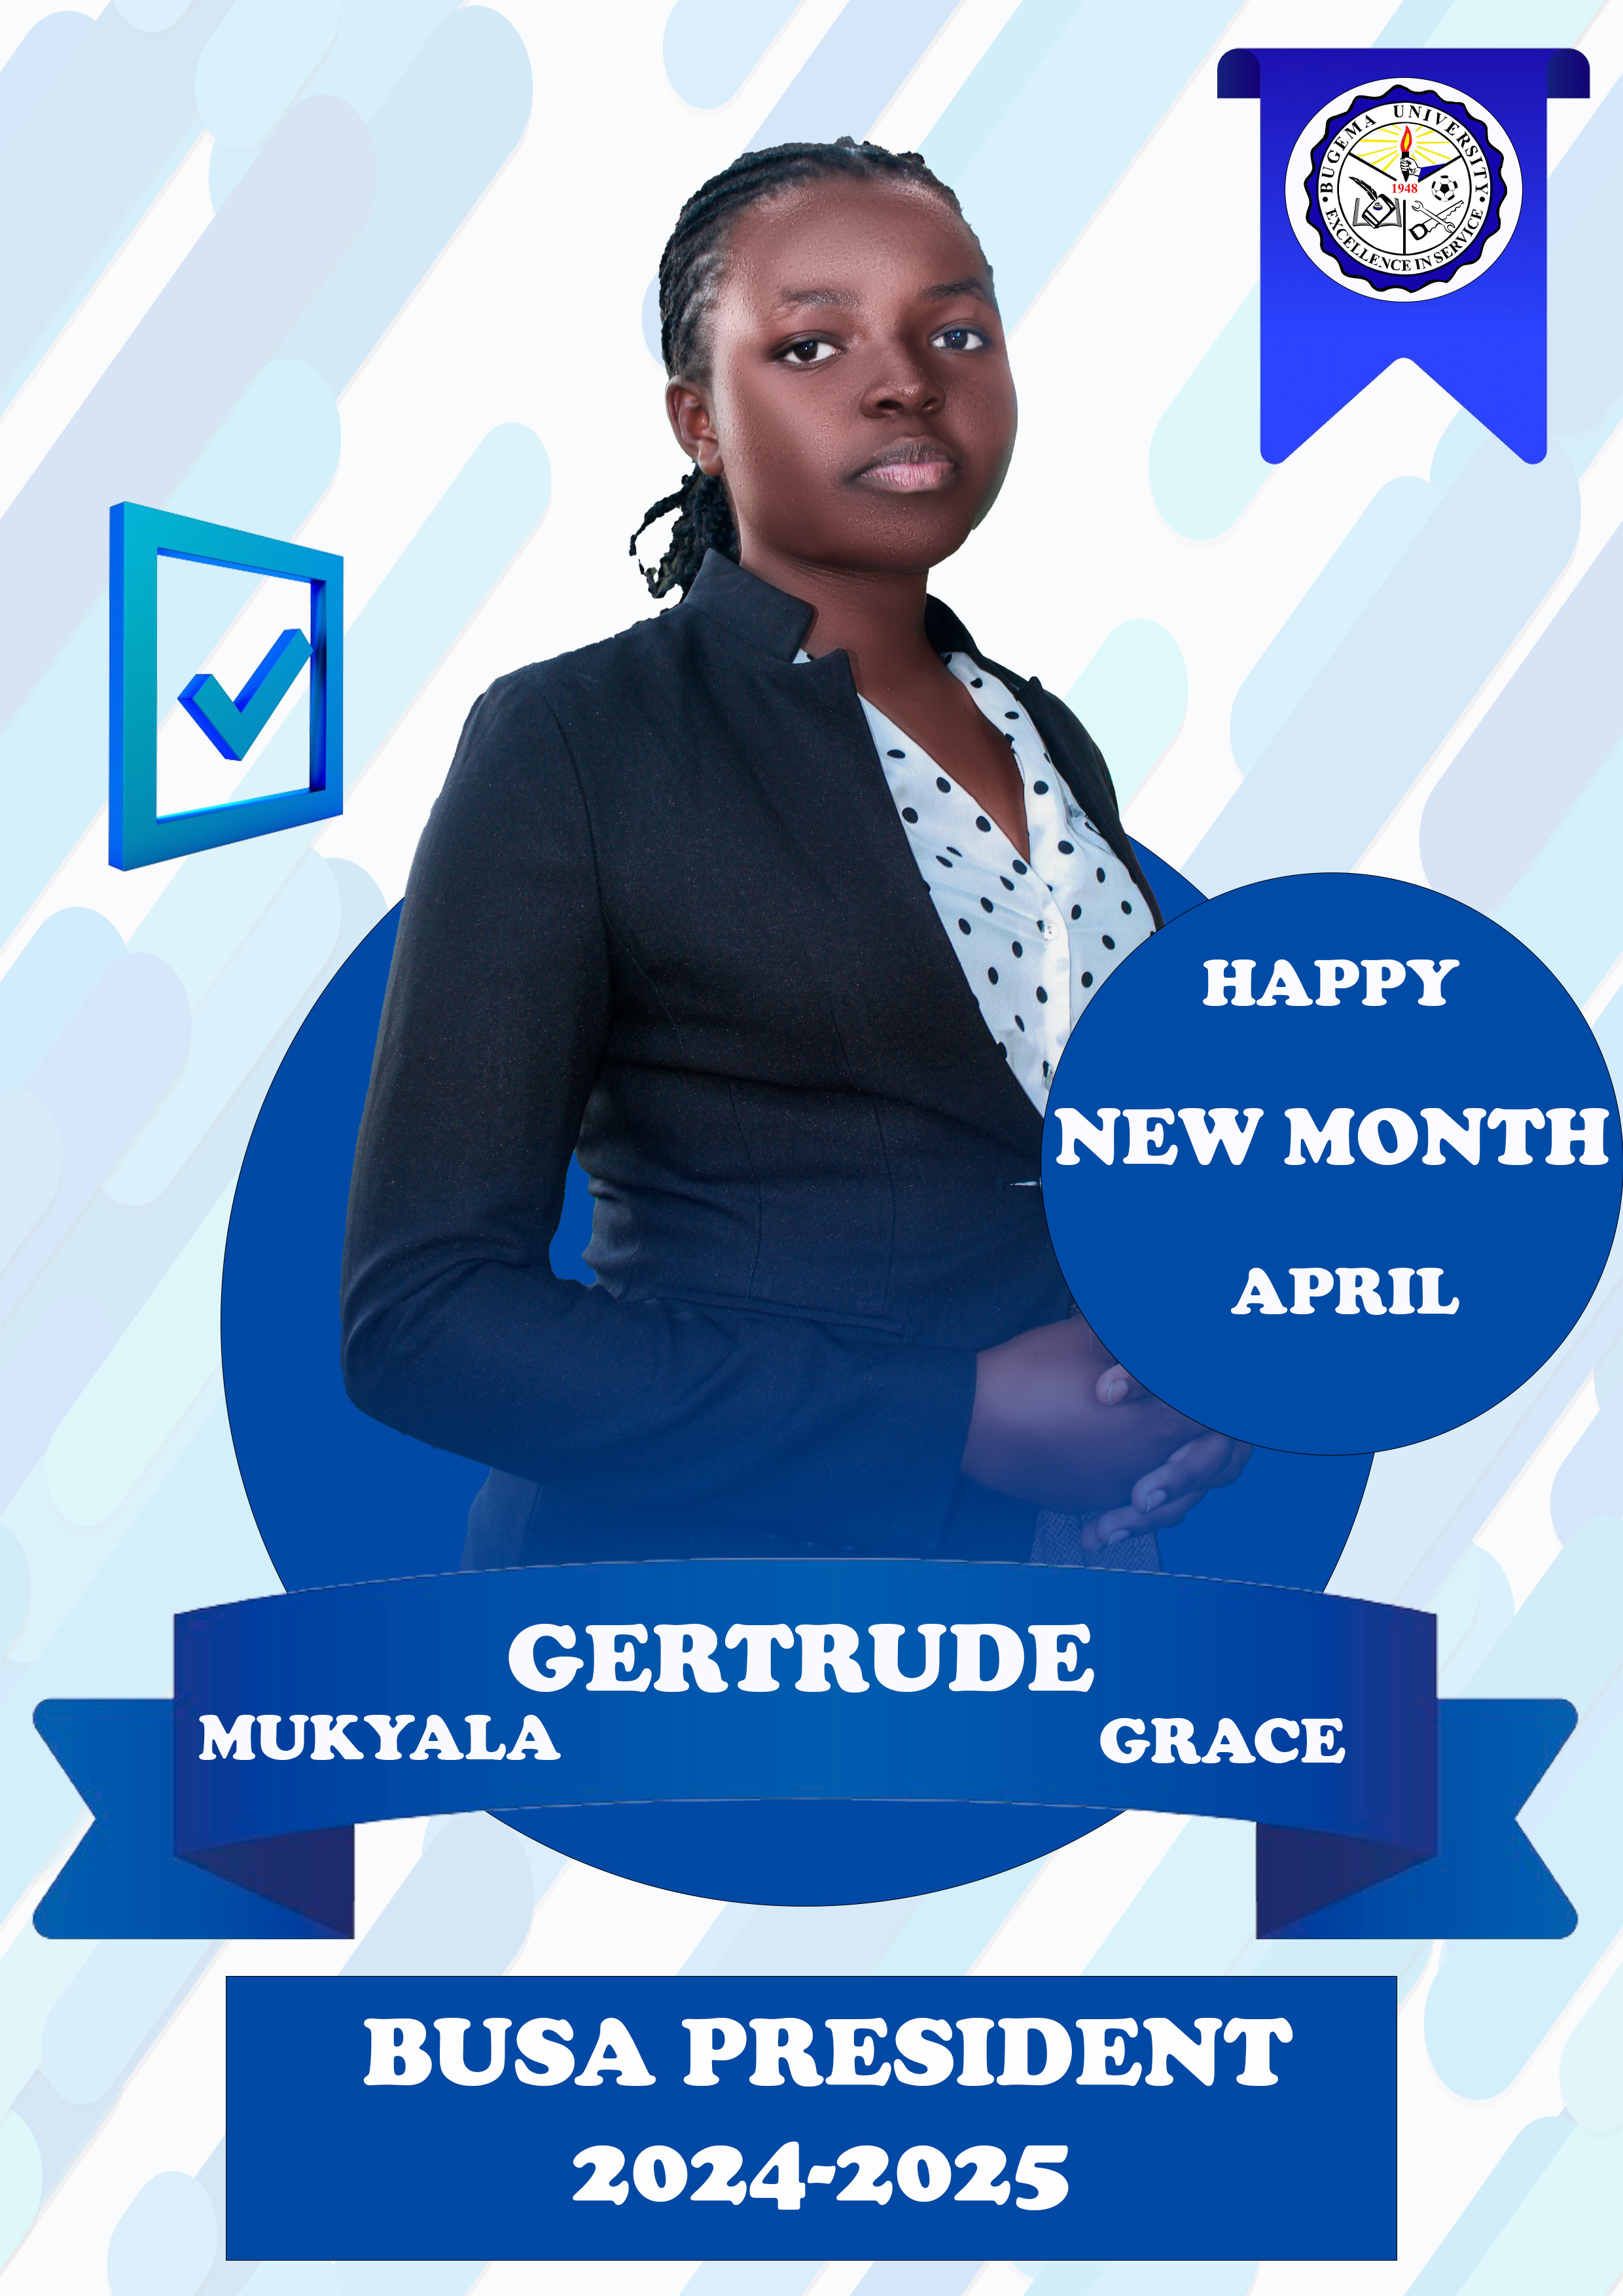 BUGEMA UNIVERSITY
1948
EXCELLENCE IN SERVICE
HAPPY
NEW MONTH
APRIL
GERTRUDE
MUKYALA GRACE
BUSA PRESIDENT
2024-2025